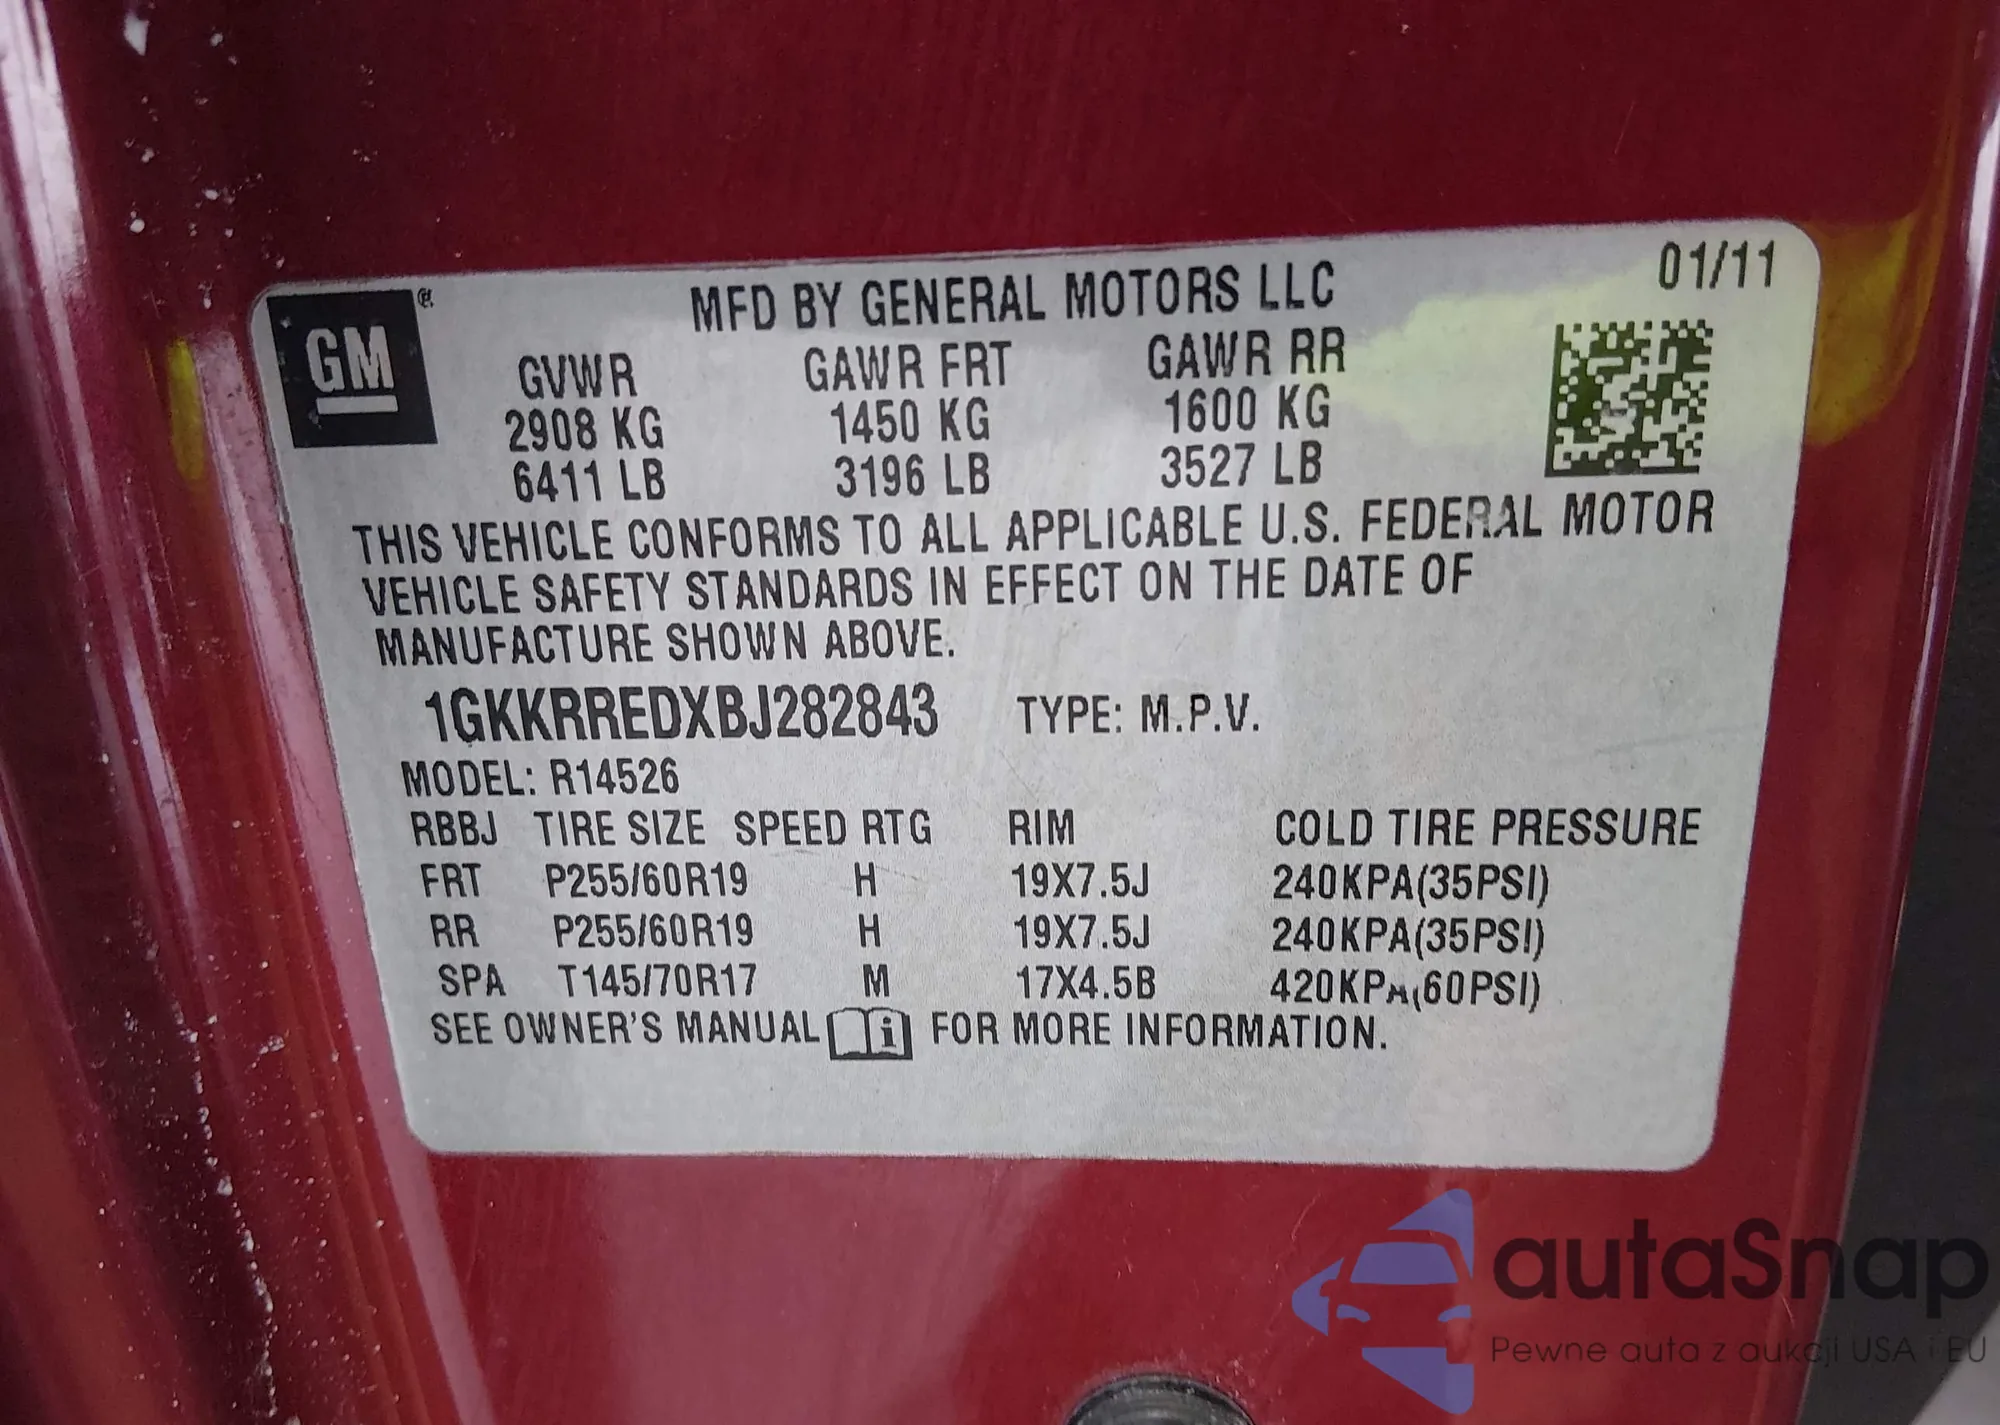 GM ®
MFD BY GENERAL MOTORS LLC 01/11
GVWR GAWR FRT GAWR RR
2908 KG 1450 KG 1600 KG
6411 LB 3196 LB 3527 LB
THIS VEHICLE CONFORMS TO ALL APPLICABLE U.S. FEDERAL MOTOR
VEHICLE SAFETY STANDARDS IN EFFECT ON THE DATE OF
MANUFACTURE SHOWN ABOVE.
1GKKRREDXBJ282843 TYPE: M.P.V.
MODEL: R14526
RBBJ TIRE SIZE SPEED RTG RIM COLD TIRE PRESSURE
FRT P255/60R19 H 19X7.5J 240KPA(35PSI)
RR P255/60R19 H 19X7.5J 240KPA(35PSI)
SPA T145/70R17 M 17X4.5B 420KPA(60PSI)
SEE OWNER'S MANUAL i FOR MORE INFORMATION.
autaSnap
Pewne auta z aukcji USA i EU